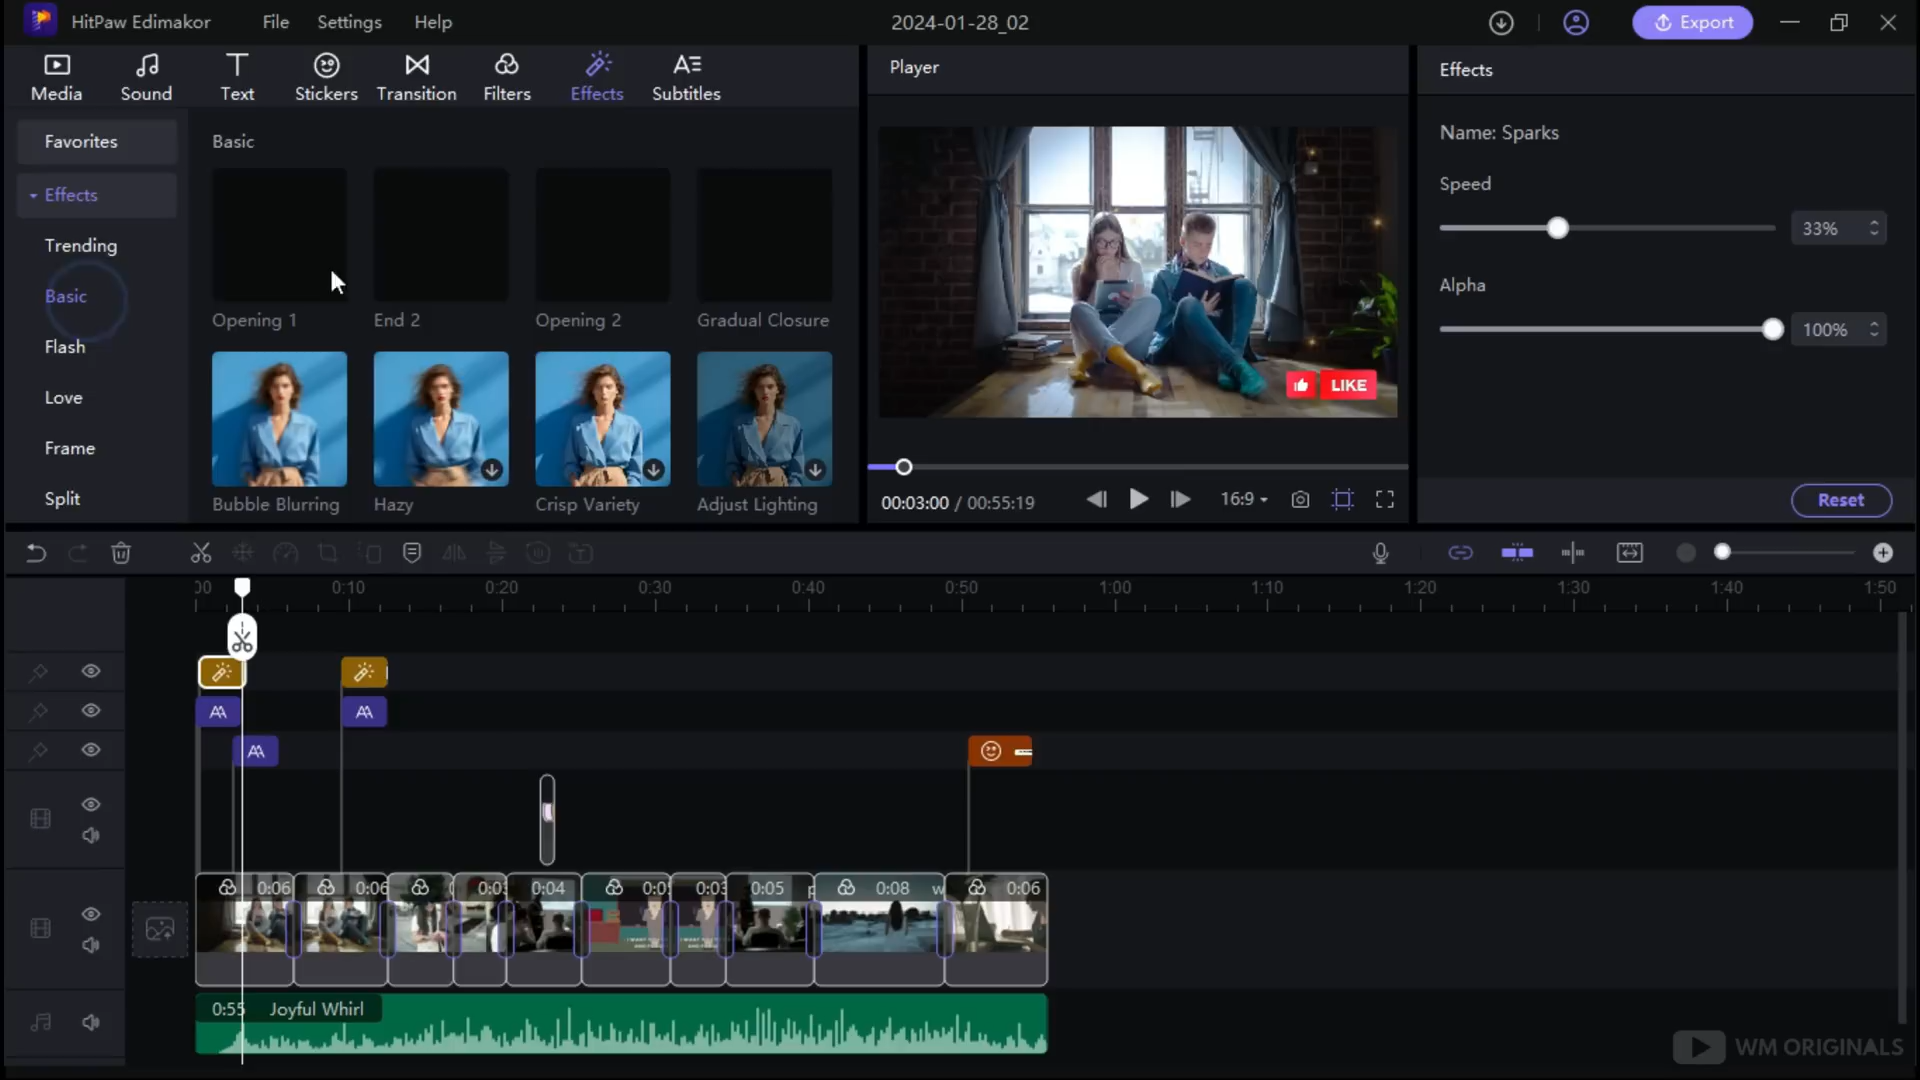 HitPaw Edimakor File Settings Help 2024-01-28_02 Export
Media Sound Text Stickers Transition Filters Effects Subtitles
Player
Effects
Favorites
Effects
Trending
Basic
Flash
Love
Frame
Split
Basic
Opening 1 End 2 Opening 2 Gradual Closure
Bubble Blurring Hazy Crisp Variety Adjust Lighting
LIKE
00:03:00 / 00:55:19 16:9
Name: Sparks
Speed
33%
Alpha
100%
Reset
0:10 0:20 0:30 0:40 0:50 1:00 1:10 1:20 1:30 1:40 1:50
0:06 0:06 0:04 0:05 0:08 w 0:06
0:55 Joyful Whirl
WM ORIGINALS